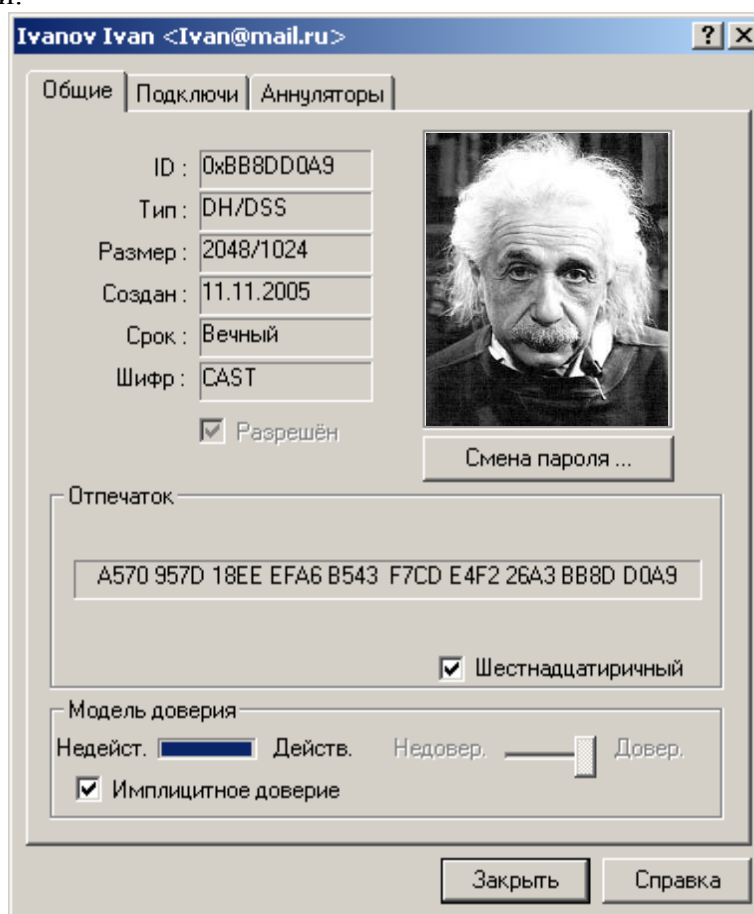 и.
Ivanov Ivan <Ivan@mail.ru>
Общие Подключи Аннуляторы
ID : 0xBB8DD0A9
Тип : DH/DSS
Размер : 2048/1024
Создан : 11.11.2005
Срок : Вечный
Шифр : CAST
Разрешён
Смена пароля ...
Отпечаток
A570 957D 18EE EFA6 B543 F7CD E4F2 26A3 BB8D D0A9
Шестнадцатиричный
Модель доверия
Недейст. Действ. Недовер. Довер.
Имплицитное доверие
Закрыть Справка